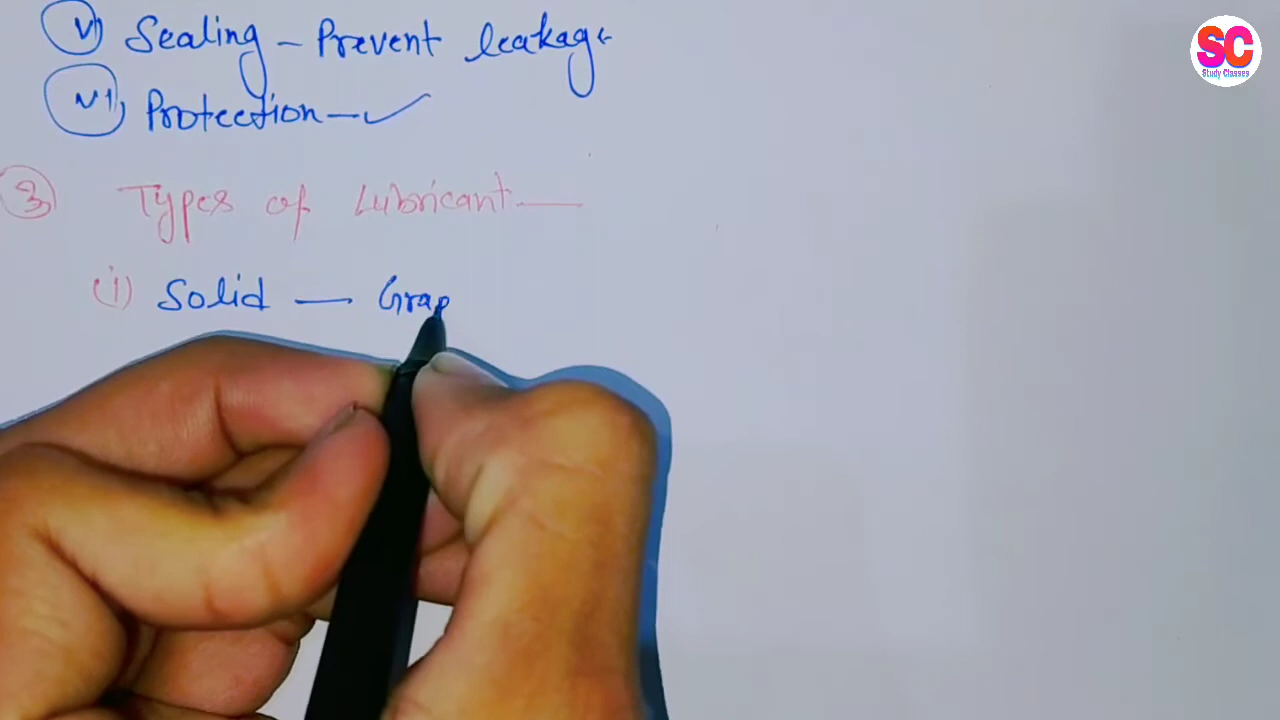 V) Sealing - Prevent leakage
VI) Protection - ✓
3 Types of Lubricant —
(i) Solid — Grap
SC
Study Classes